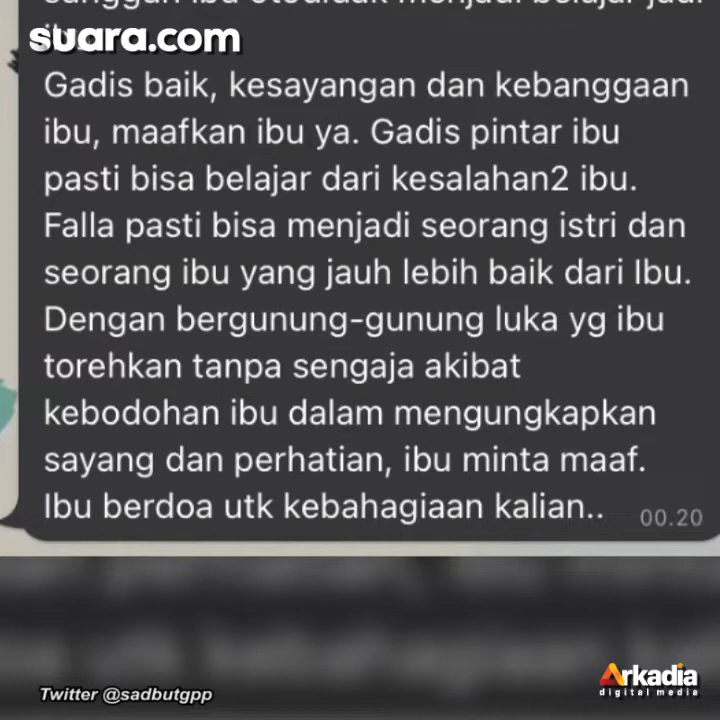 suara.com
Gadis baik, kesayangan dan kebanggaan
ibu, maafkan ibu ya. Gadis pintar ibu
pasti bisa belajar dari kesalahan2 ibu.
Falla pasti bisa menjadi seorang istri dan
seorang ibu yang jauh lebih baik dari Ibu.
Dengan bergunung-gunung luka yg ibu
torehkan tanpa sengaja akibat
kebodohan ibu dalam mengungkapkan
sayang dan perhatian, ibu minta maaf.
Ibu berdoa utk kebahagiaan kalian..
00.20
Twitter @sadbutgpp
Arkadia
digital media